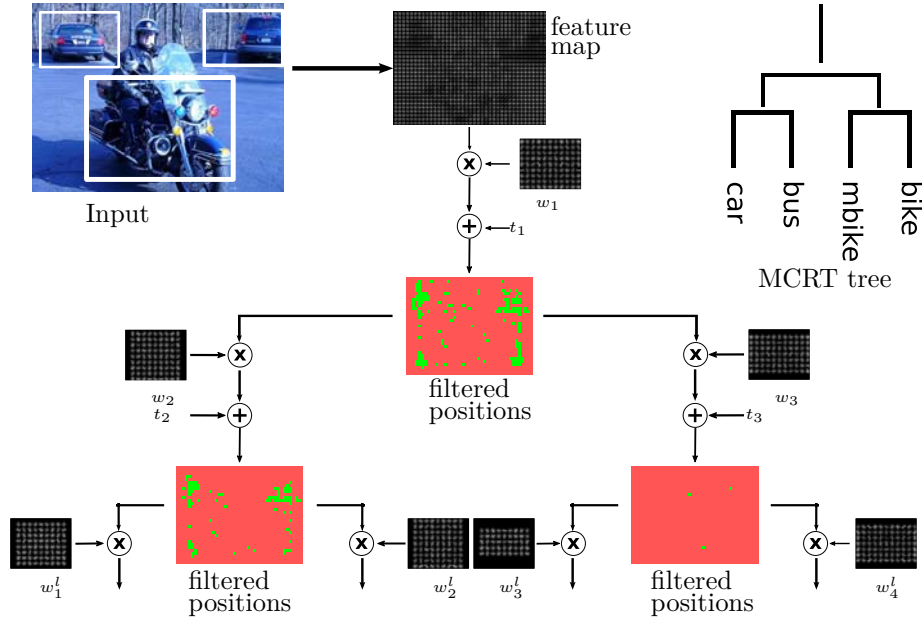 feature
map
Input
w₁
t₁
car
bus
mbike
bike
MCRT tree
w₂
t₂
filtered
positions
w₃
t₃
w₁ˡ
filtered
positions
w₂ˡ
w₃ˡ
filtered
positions
w₄ˡ